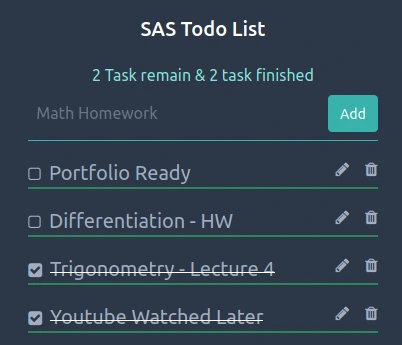 SAS Todo List
2 Task remain & 2 task finished
Math Homework Add
Portfolio Ready
Differentiation - HW
Trigonometry - Lecture 4
Youtube Watched Later